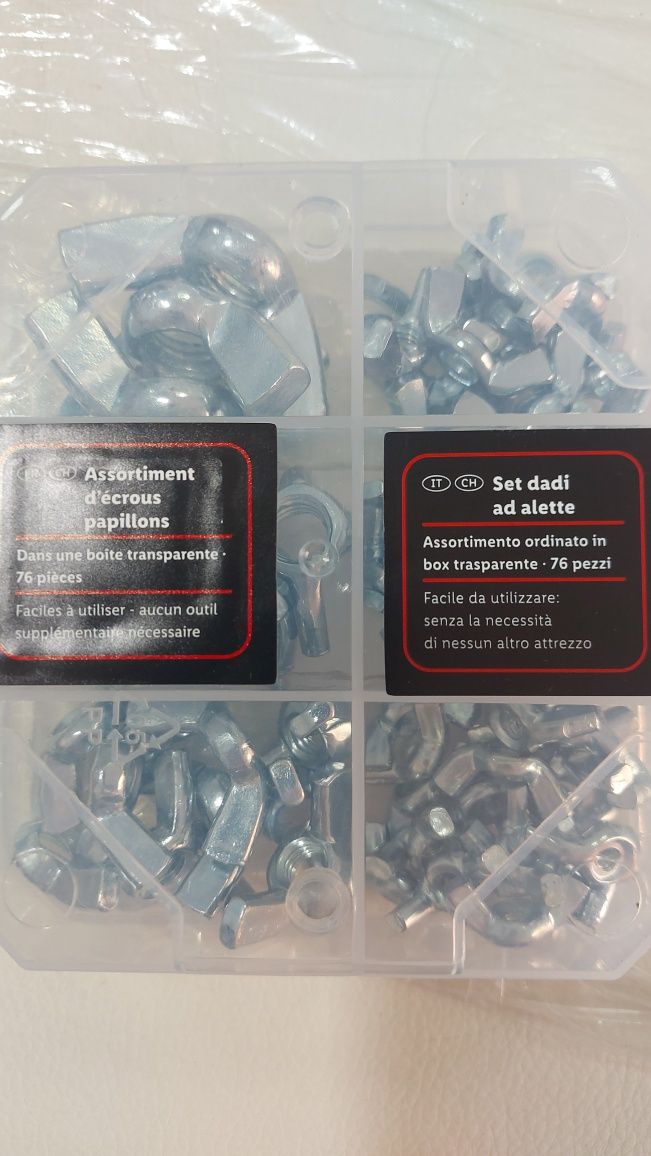 FR CH Assortiment
d'écrous
papillons
Dans une boîte transparente ·
76 pièces
Faciles à utiliser - aucun outil
supplémentaire nécessaire
IT CH Set dadi
ad alette
Assortimento ordinato in
box trasparente · 76 pezzi
Facile da utilizzare:
senza la necessità
di nessun altro attrezzo
PP